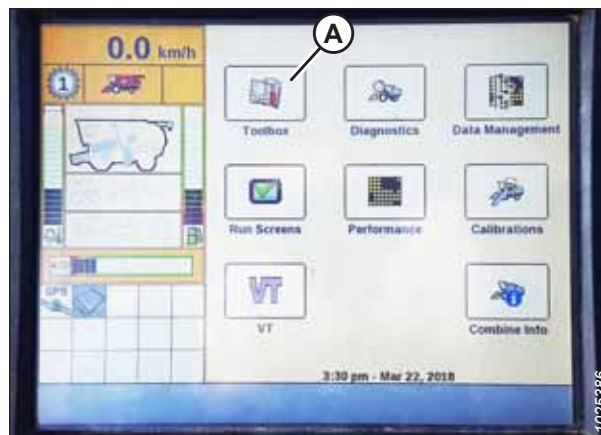 A
0.0 km/h
1
Toolbox
Diagnostics
Data Management
Run Screens
Performance
Calibrations
GPS
VT
VT
Combine Info
3:30 pm - Mar 22, 2018
1025286